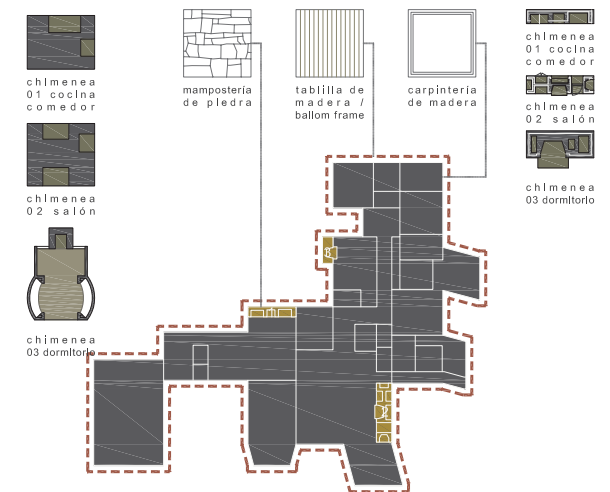 chimenea
01 cocina
comedor
chimenea
02 salón
chimenea
03 dormitorio
mampostería
de piedra
tablilla de
madera /
ballom frame
carpintería
de madera
chimenea
01 cocina
comedor
chimenea
02 salón
chimenea
03 dormitorio